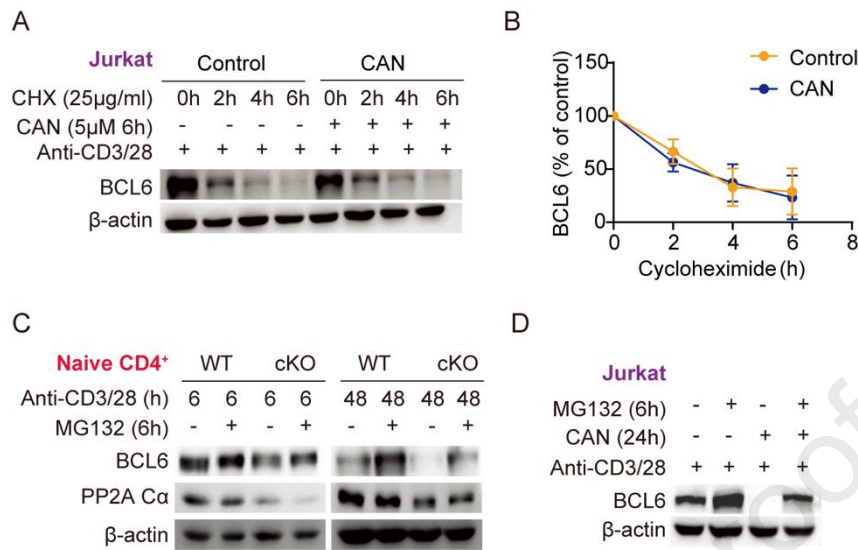 A
Jurkat
Control CAN
CHX (25μg/ml) 0h 2h 4h 6h 0h 2h 4h 6h
CAN (5μM 6h) - - - - + + + +
Anti-CD3/28 + + + + + + + +
BCL6
β-actin
B
BCL6 (% of control)
150
100
50
0
0 2 4 6 8
Cycloheximide (h)
Control
CAN
C
Naive CD4⁺ WT cKO WT cKO
Anti-CD3/28 (h) 6 6 6 6 48 48 48 48
MG132 (6h) - + - + - + - +
BCL6
PP2A Cα
β-actin
D
Jurkat
MG132 (6h) - + - +
CAN (24h) - - + +
Anti-CD3/28 + + + +
BCL6
β-actin
roof